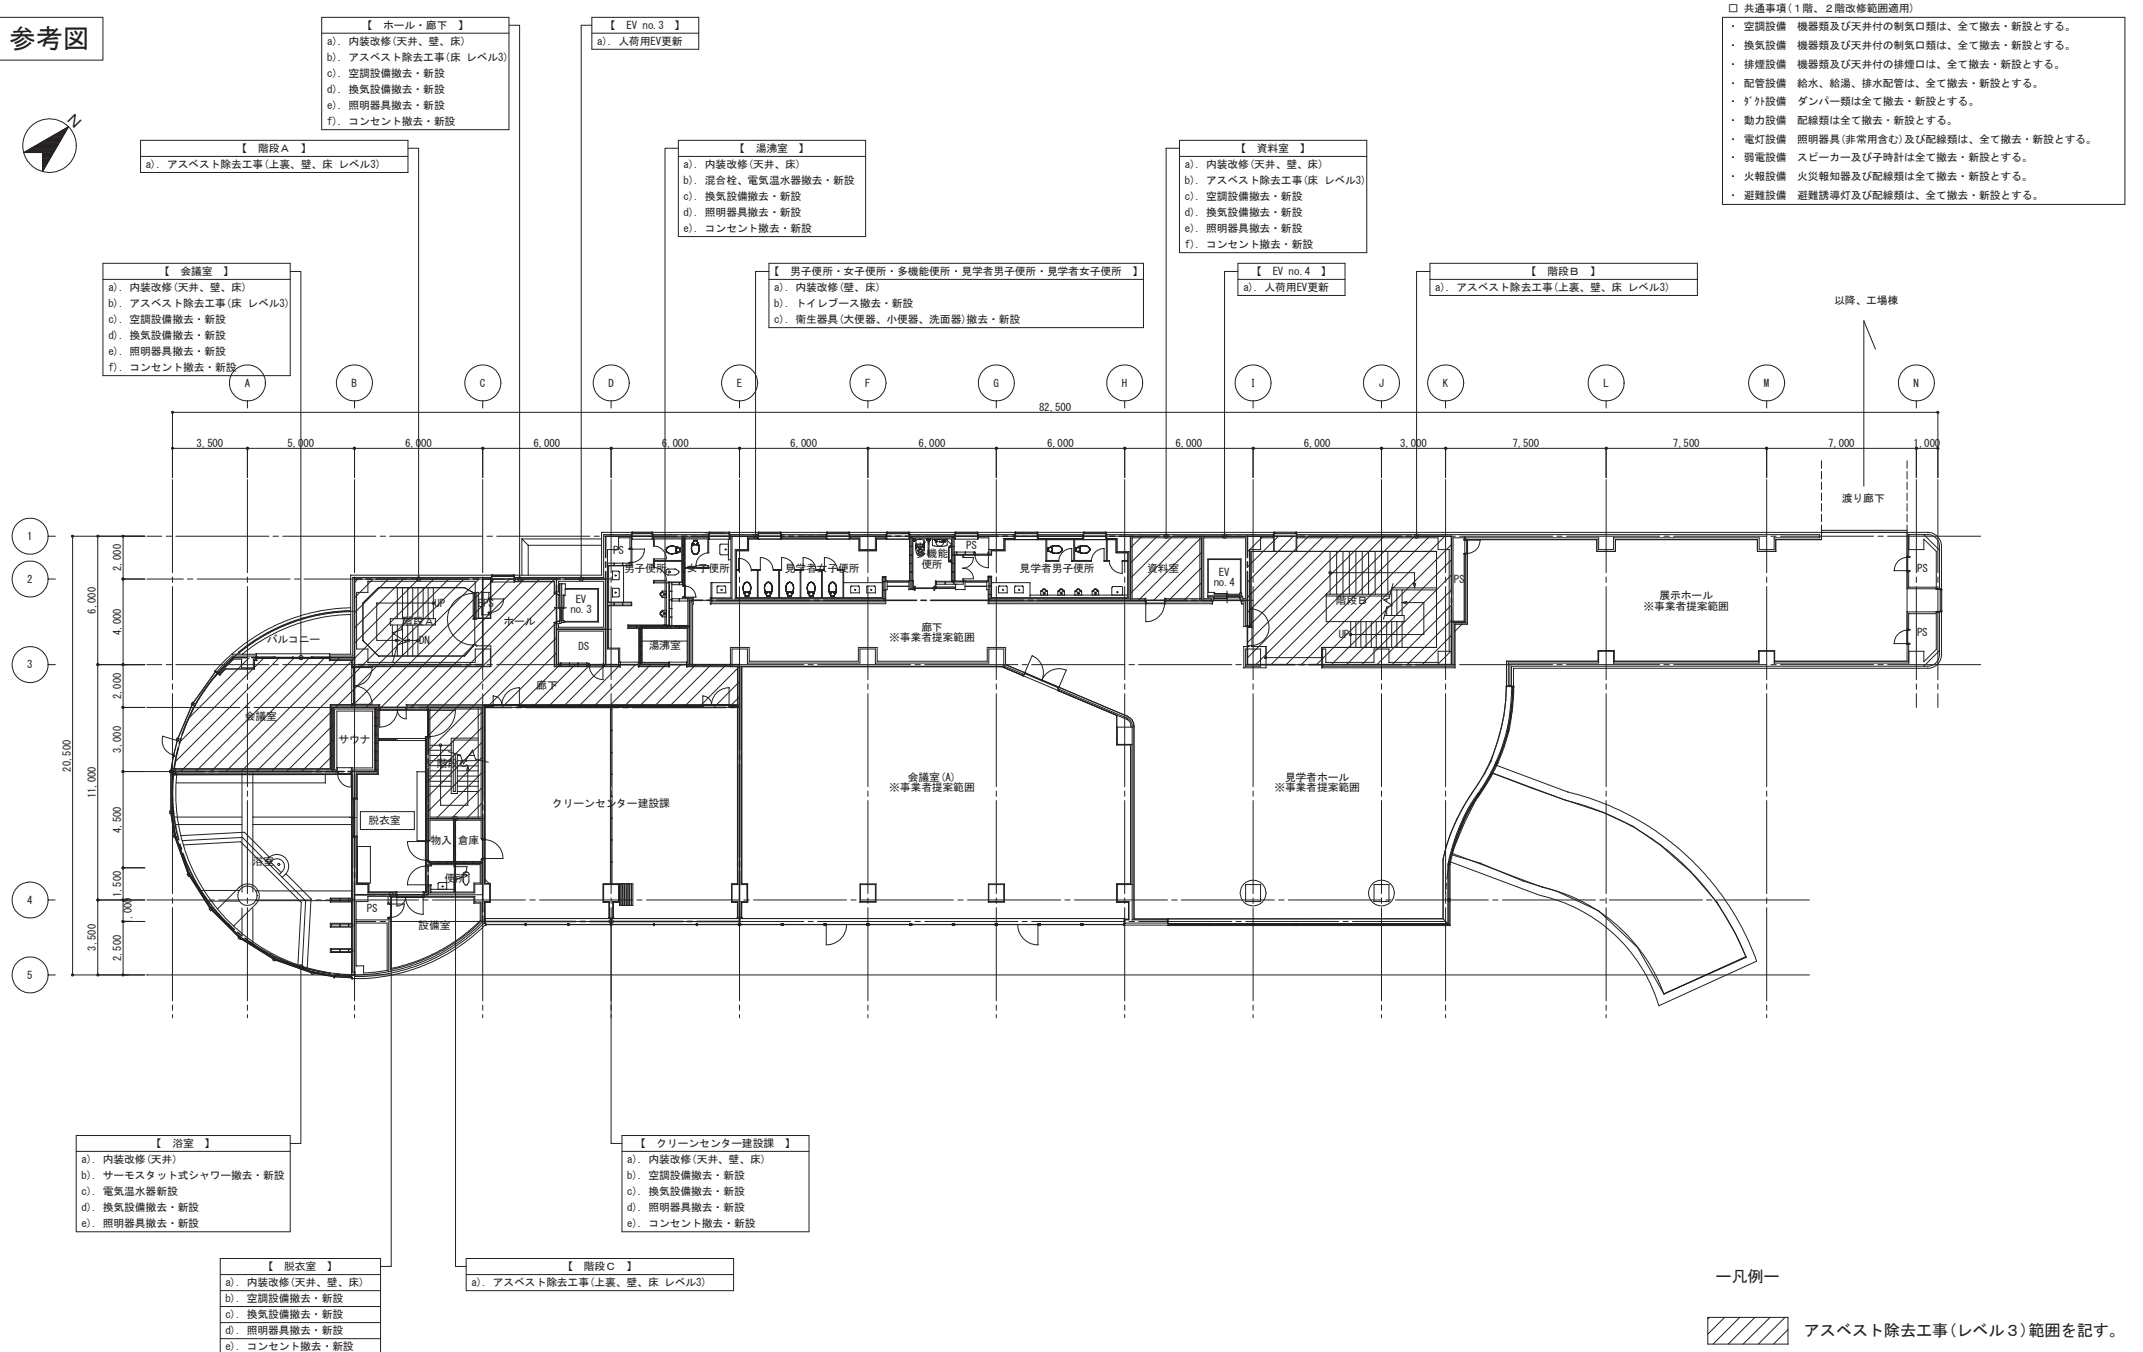 参考図
【 ホール・廊下 】
a). 内装改修(天井、壁、床)
b). アスベスト除去工事(床 レベル3)
c). 空調設備撤去・新設
d). 換気設備撤去・新設
e). 照明器具撤去・新設
f). コンセント撤去・新設
【 EV no.3 】
a). 人荷用EV更新
□ 共通事項(1階、2階改修範囲適用)
・ 空調設備 機器類及び天井付の制気口類は、全て撤去・新設とする。
・ 換気設備 機器類及び天井付の制気口類は、全て撤去・新設とする。
・ 排煙設備 機器類及び天井付の排煙口は、全て撤去・新設とする。
・ 配管設備 給水、給湯、排水配管は、全て撤去・新設とする。
・ ダクト設備 ダンパー類は全て撤去・新設とする。
・ 動力設備 配線類は全て撤去・新設とする。
・ 電灯設備 照明器具(非常用含む)及び配線類は、全て撤去・新設とする。
・ 弱電設備 スピーカー及び子時計は全て撤去・新設とする。
・ 火報設備 火災報知器及び配線類は全て撤去・新設とする。
・ 避難設備 避難誘導灯及び配線類は、全て撤去・新設とする。
N
【 階段A 】
a). アスベスト除去工事(上裏、壁、床 レベル3)
【 湯沸室 】
a). 内装改修(天井、床)
b). 混合栓、電気温水器撤去・新設
c). 換気設備撤去・新設
d). 照明器具撤去・新設
e). コンセント撤去・新設
【 資料室 】
a). 内装改修(天井、壁、床)
b). アスベスト除去工事(床 レベル3)
c). 空調設備撤去・新設
d). 換気設備撤去・新設
e). 照明器具撤去・新設
f). コンセント撤去・新設
【 会議室 】
a). 内装改修(天井、壁、床)
b). アスベスト除去工事(床 レベル3)
c). 空調設備撤去・新設
d). 換気設備撤去・新設
e). 照明器具撤去・新設
f). コンセント撤去・新設
【 男子便所・女子便所・多機能便所・見学者男子便所・見学者女子便所 】
a). 内装改修(壁、床)
b). トイレブース撤去・新設
c). 衛生器具(大便器、小便器、洗面器)撤去・新設
【 EV no.4 】
a). 人荷用EV更新
【 階段B 】
a). アスベスト除去工事(上裏、壁、床 レベル3)
以降、工場棟
A B C D E F G H I J K L M N
82,500
3,500 5,000 6,000 6,000 6,000 6,000 6,000 6,000 6,000 6,000 3,000 7,500 7,500 7,000 1,000
渡り廊下
1
2
3
4
5
20,500
6,000
11,000
3,500
2,000
4,000
2,000
3,000
4,500
1,500
2,500
PS
男子便所
女子便所
見学者女子便所
多機能
便所
PS
見学者男子便所
資料室
EV
no.4
階段B
UP
PS
展示ホール
※事業者提案範囲
PS
PS
UP
階段A
DN
ホール
EV
no.3
DS
湯沸室
廊下
※事業者提案範囲
バルコニー
廊下
会議室
サウナ
クリーンセンター建設課
会議室(A)
※事業者提案範囲
見学者ホール
※事業者提案範囲
脱衣室
物入
倉庫
浴室
便所
PS
設備室
【 浴室 】
a). 内装改修(天井)
b). サーモスタット式シャワー撤去・新設
c). 電気温水器新設
d). 換気設備撤去・新設
e). 照明器具撤去・新設
【 クリーンセンター建設課 】
a). 内装改修(天井、壁、床)
b). 空調設備撤去・新設
c). 換気設備撤去・新設
d). 照明器具撤去・新設
e). コンセント撤去・新設
【 脱衣室 】
a). 内装改修(天井、壁、床)
b). 空調設備撤去・新設
c). 換気設備撤去・新設
d). 照明器具撤去・新設
e). コンセント撤去・新設
【 階段C 】
a). アスベスト除去工事(上裏、壁、床 レベル3)
―凡例―
アスベスト除去工事(レベル3)範囲を記す。